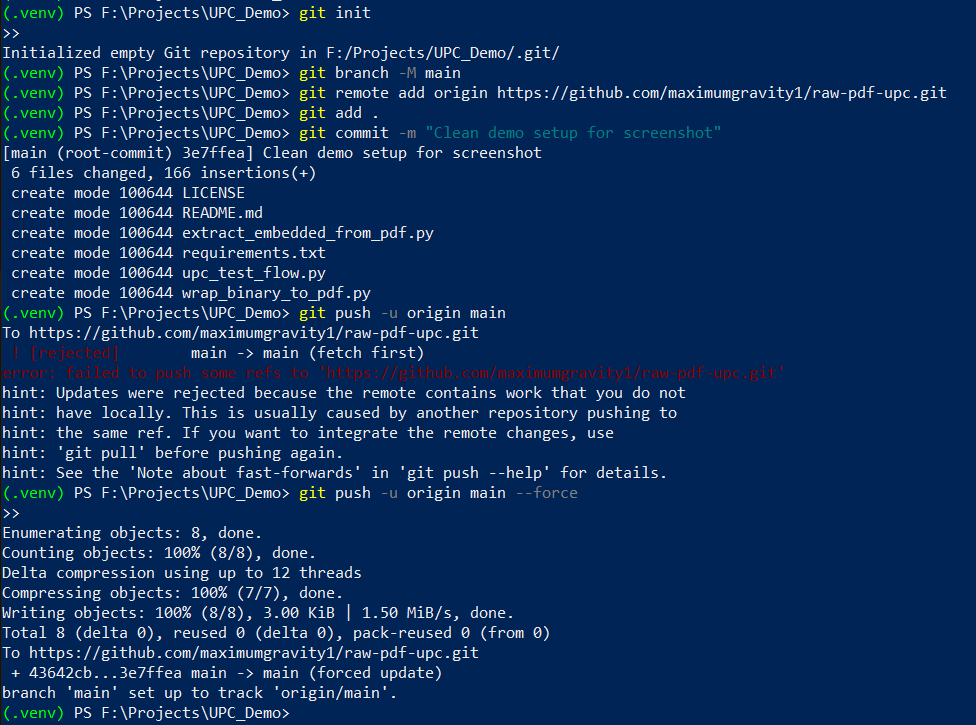 (.venv) PS F:\Projects\UPC_Demo> git init
>>
Initialized empty Git repository in F:/Projects/UPC_Demo/.git/
(.venv) PS F:\Projects\UPC_Demo> git branch -M main
(.venv) PS F:\Projects\UPC_Demo> git remote add origin https://github.com/maximumgravity1/raw-pdf-upc.git
(.venv) PS F:\Projects\UPC_Demo> git add .
(.venv) PS F:\Projects\UPC_Demo> git commit -m "Clean demo setup for screenshot"
[main (root-commit) 3e7ffea] Clean demo setup for screenshot
 6 files changed, 166 insertions(+)
 create mode 100644 LICENSE
 create mode 100644 README.md
 create mode 100644 extract_embedded_from_pdf.py
 create mode 100644 requirements.txt
 create mode 100644 upc_test_flow.py
 create mode 100644 wrap_binary_to_pdf.py
(.venv) PS F:\Projects\UPC_Demo> git push -u origin main
To https://github.com/maximumgravity1/raw-pdf-upc.git
 ! [rejected]        main -> main (fetch first)
error: failed to push some refs to 'https://github.com/maximumgravity1/raw-pdf-upc.git'
hint: Updates were rejected because the remote contains work that you do not
hint: have locally. This is usually caused by another repository pushing to
hint: the same ref. If you want to integrate the remote changes, use
hint: 'git pull' before pushing again.
hint: See the 'Note about fast-forwards' in 'git push --help' for details.
(.venv) PS F:\Projects\UPC_Demo> git push -u origin main --force
>>
Enumerating objects: 8, done.
Counting objects: 100% (8/8), done.
Delta compression using up to 12 threads
Compressing objects: 100% (7/7), done.
Writing objects: 100% (8/8), 3.00 KiB | 1.50 MiB/s, done.
Total 8 (delta 0), reused 0 (delta 0), pack-reused 0 (from 0)
To https://github.com/maximumgravity1/raw-pdf-upc.git
 + 43642cb...3e7ffea main -> main (forced update)
branch 'main' set up to track 'origin/main'.
(.venv) PS F:\Projects\UPC_Demo>